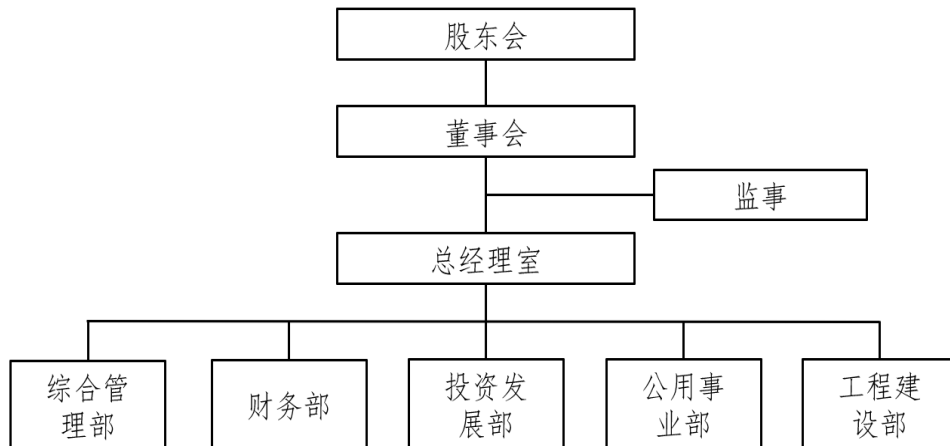 股东会
董事会
监事
总经理室
综合管
理部
财务部
投资发
展部
公用事
业部
工程建
设部